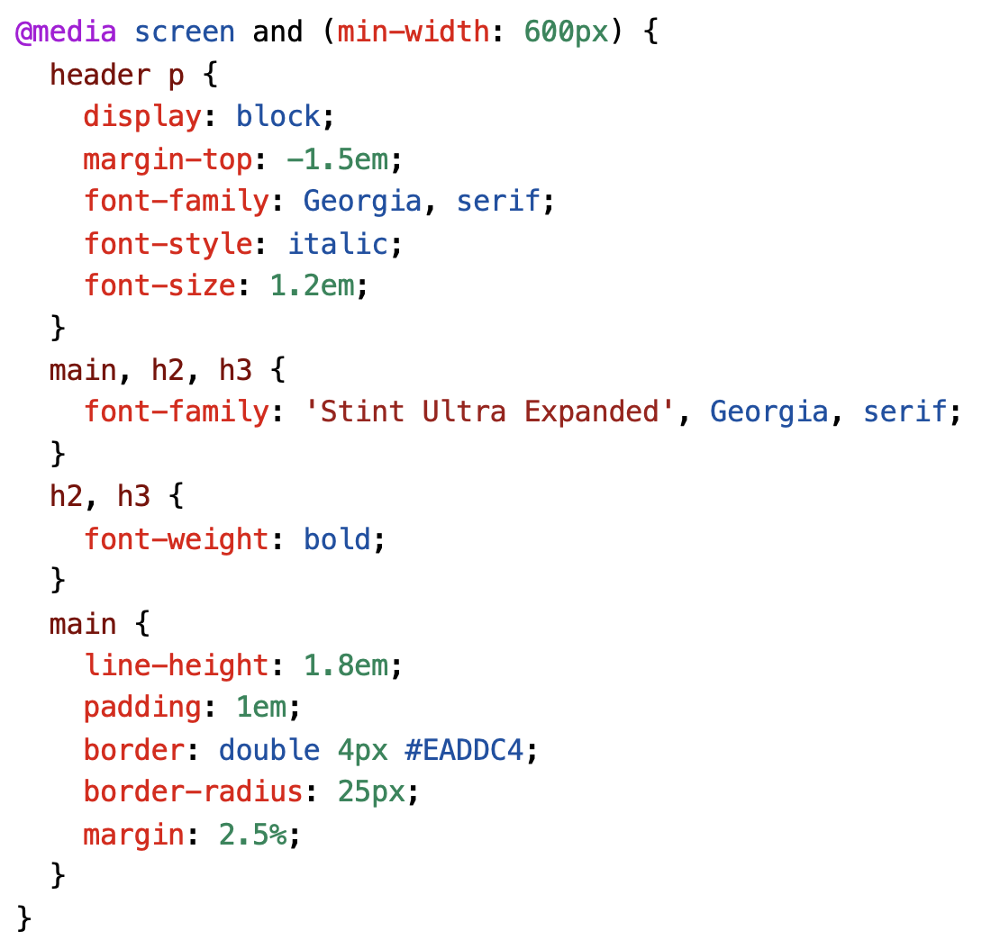 @media screen and (min-width: 600px) {
  header p {
    display: block;
    margin-top: -1.5em;
    font-family: Georgia, serif;
    font-style: italic;
    font-size: 1.2em;
  }
  main, h2, h3 {
    font-family: 'Stint Ultra Expanded', Georgia, serif;
  }
  h2, h3 {
    font-weight: bold;
  }
  main {
    line-height: 1.8em;
    padding: 1em;
    border: double 4px #EADDC4;
    border-radius: 25px;
    margin: 2.5%;
  }
}